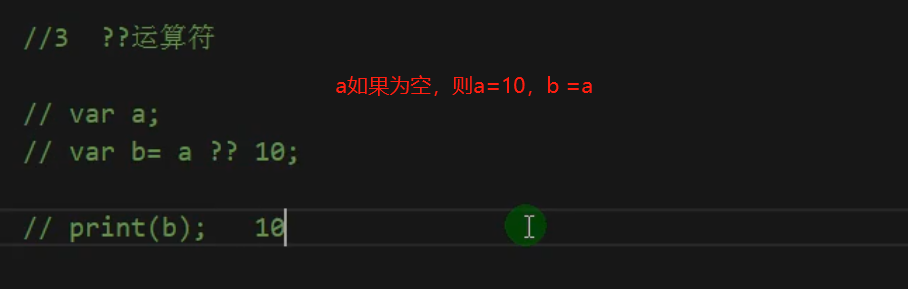 //3  ??运算符
a如果为空，则a=10，b =a
// var a;
// var b= a ?? 10;
// print(b);   10